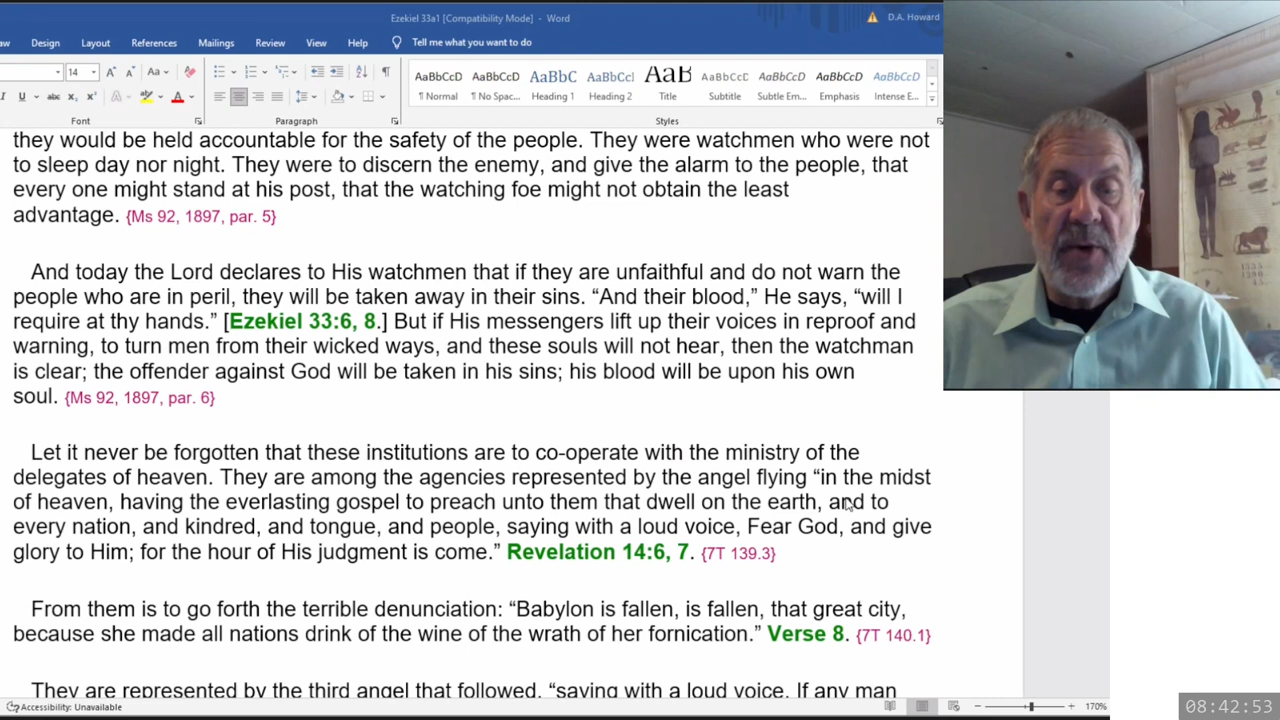 Ezekiel 33a1 [Compatibility Mode] - Word
D.A. Howard
aw Design Layout References Mailings Review View Help Tell me what you want to do
14 Aa
AaBbCcD AaBbCcD AaBbC AaBbCcI AaB AaBbCcD AaBbCcD AaBbCcD AaBbCcD
I U abc x₂ x² A A
¶ Normal ¶ No Spac... Heading 1 Heading 2 Title Subtitle Subtle Em... Emphasis Intense E...
Font Paragraph Styles
they would be held accountable for the safety of the people. They were watchmen who were not
to sleep day nor night. They were to discern the enemy, and give the alarm to the people, that
every one might stand at his post, that the watching foe might not obtain the least
advantage. {Ms 92, 1897, par. 5}
And today the Lord declares to His watchmen that if they are unfaithful and do not warn the
people who are in peril, they will be taken away in their sins. “And their blood,” He says, “will I
require at thy hands.” [Ezekiel 33:6, 8.] But if His messengers lift up their voices in reproof and
warning, to turn men from their wicked ways, and these souls will not hear, then the watchman
is clear; the offender against God will be taken in his sins; his blood will be upon his own
soul. {Ms 92, 1897, par. 6}
Let it never be forgotten that these institutions are to co-operate with the ministry of the
delegates of heaven. They are among the agencies represented by the angel flying “in the midst
of heaven, having the everlasting gospel to preach unto them that dwell on the earth, and to
every nation, and kindred, and tongue, and people, saying with a loud voice, Fear God, and give
glory to Him; for the hour of His judgment is come.” Revelation 14:6, 7. {7T 139.3}
From them is to go forth the terrible denunciation: “Babylon is fallen, is fallen, that great city,
because she made all nations drink of the wine of the wrath of her fornication.” Verse 8. {7T 140.1}
They are represented by the third angel that followed, “saying with a loud voice, If any man
Accessibility: Unavailable
170%
08:42:53